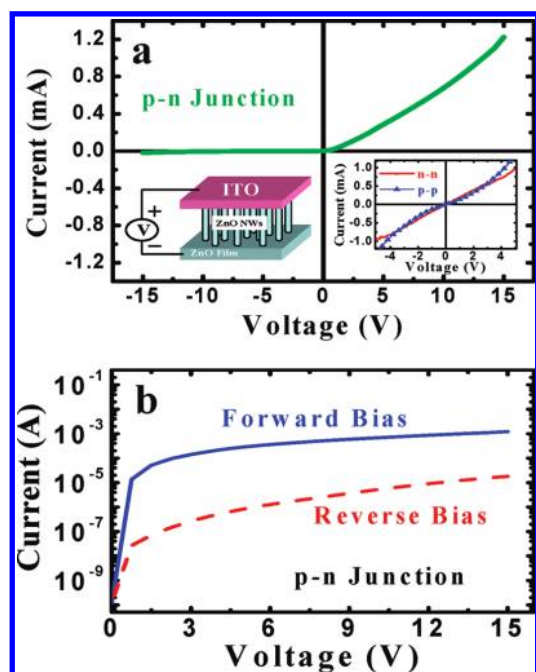 a
p-n Junction
Current (mA)
1.2
0.8
0.4
0.0
-0.4
-0.8
-1.2
ITO
ZnO NWs
ZnO Film
+
V
−
n-n
p-p
Current (mA)
1.0
0.5
0.0
-0.5
-1.0
-4 -2 0 2 4
Voltage (V)
-15 -10 -5 0 5 10 15
Voltage (V)
b
Forward Bias
Reverse Bias
p-n Junction
Current (A)
10⁻¹
10⁻³
10⁻⁵
10⁻⁷
10⁻⁹
0 3 6 9 12 15
Voltage (V)